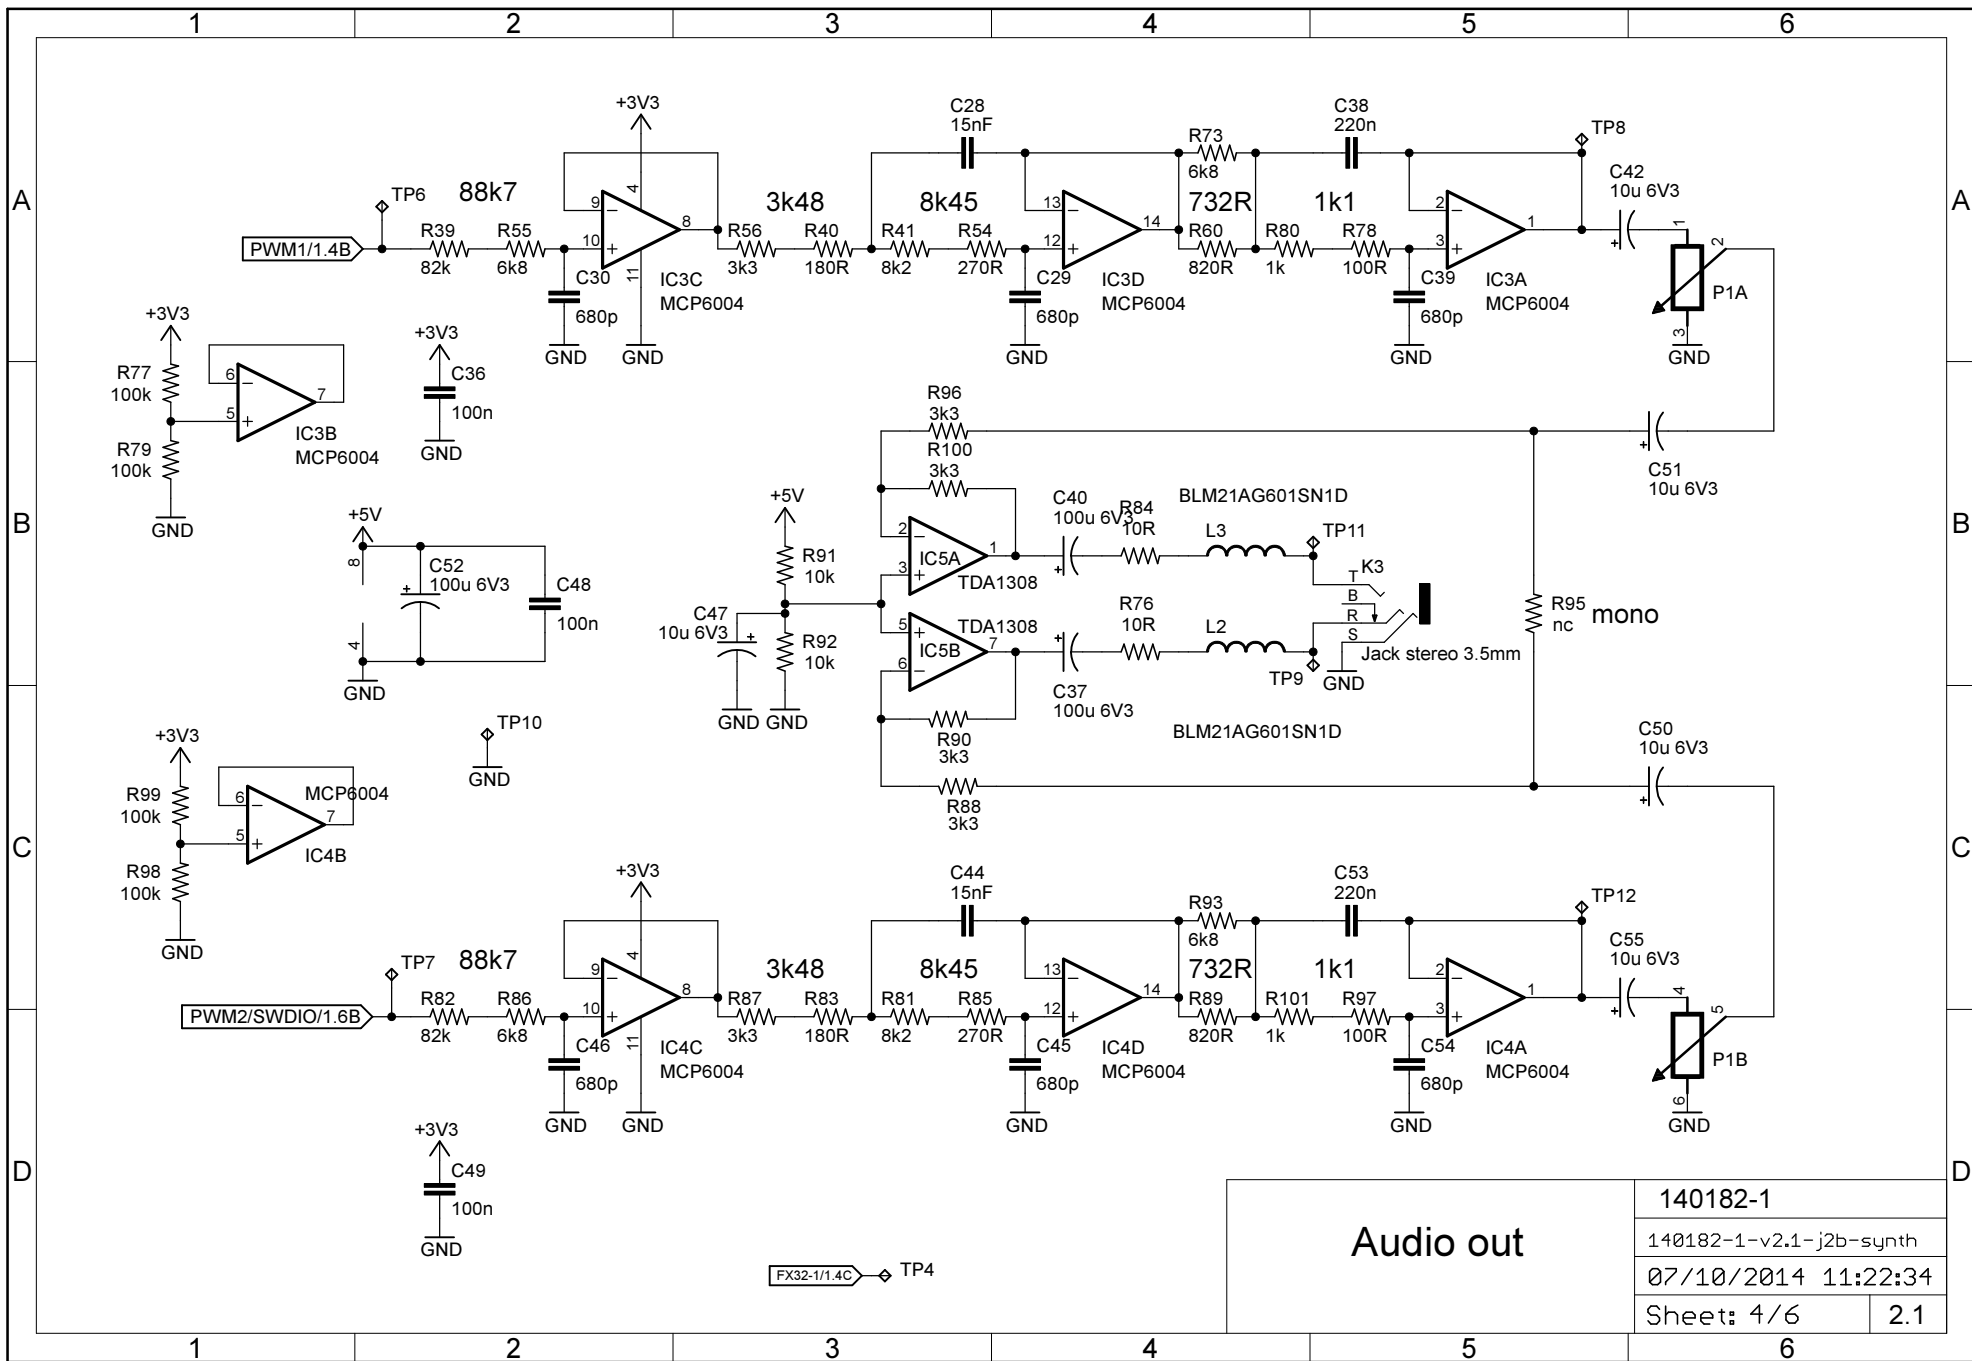 1 2 3 4 5 6
A A
B B
C C
D D
PWM1/1.4B
TP6
88k7
R39
82k
R55
6k8
+3V3
4
9
10
8
11
C30
680p
GND
GND
IC3C
MCP6004
3k48
R56
3k3
R40
180R
C28
15nF
8k45
R41
8k2
R54
270R
C29
680p
GND
13
12
14
IC3D
MCP6004
R73
6k8
732R
R60
820R
1k1
R80
1k
R78
100R
C38
220n
C39
680p
GND
2
3
1
IC3A
MCP6004
TP8
C42
10u 6V3
+
1
2
3
P1A
GND
+3V3
R77
100k
R79
100k
GND
6
5
7
IC3B
MCP6004
+3V3
C36
100n
GND
+5V
8
4
GND
C52
100u 6V3
+
C48
100n
TP10
GND
+5V
R91
10k
R92
10k
C47
10u 6V3
+
GND
GND
R96
3k3
R100
3k3
2
3
1
IC5A
TDA1308
TDA1308
5
6
7
IC5B
R90
3k3
R88
3k3
C40
100u 6V3
+
R84
10R
BLM21AG601SN1D
L3
TP11
C37
100u 6V3
+
R76
10R
L2
BLM21AG601SN1D
TP9
K3
T
B
R
S
Jack stereo 3.5mm
GND
R95
nc
mono
C51
10u 6V3
+
C50
10u 6V3
+
+3V3
R99
100k
R98
100k
GND
6
5
7
MCP6004
IC4B
PWM2/SWDIO/1.6B
TP7
88k7
R82
82k
R86
6k8
+3V3
4
9
10
8
11
C46
680p
GND
GND
IC4C
MCP6004
3k48
R87
3k3
R83
180R
C44
15nF
8k45
R81
8k2
R85
270R
C45
680p
GND
13
12
14
IC4D
MCP6004
R93
6k8
732R
R89
820R
1k1
R101
1k
R97
100R
C53
220n
C54
680p
GND
2
3
1
IC4A
MCP6004
TP12
C55
10u 6V3
+
4
5
6
P1B
GND
+3V3
C49
100n
GND
FX32-1/1.4C
TP4
Audio out
140182-1
140182-1-v2.1-j2b-synth
07/10/2014 11:22:34
Sheet: 4/6
2.1
1 2 3 4 5 6